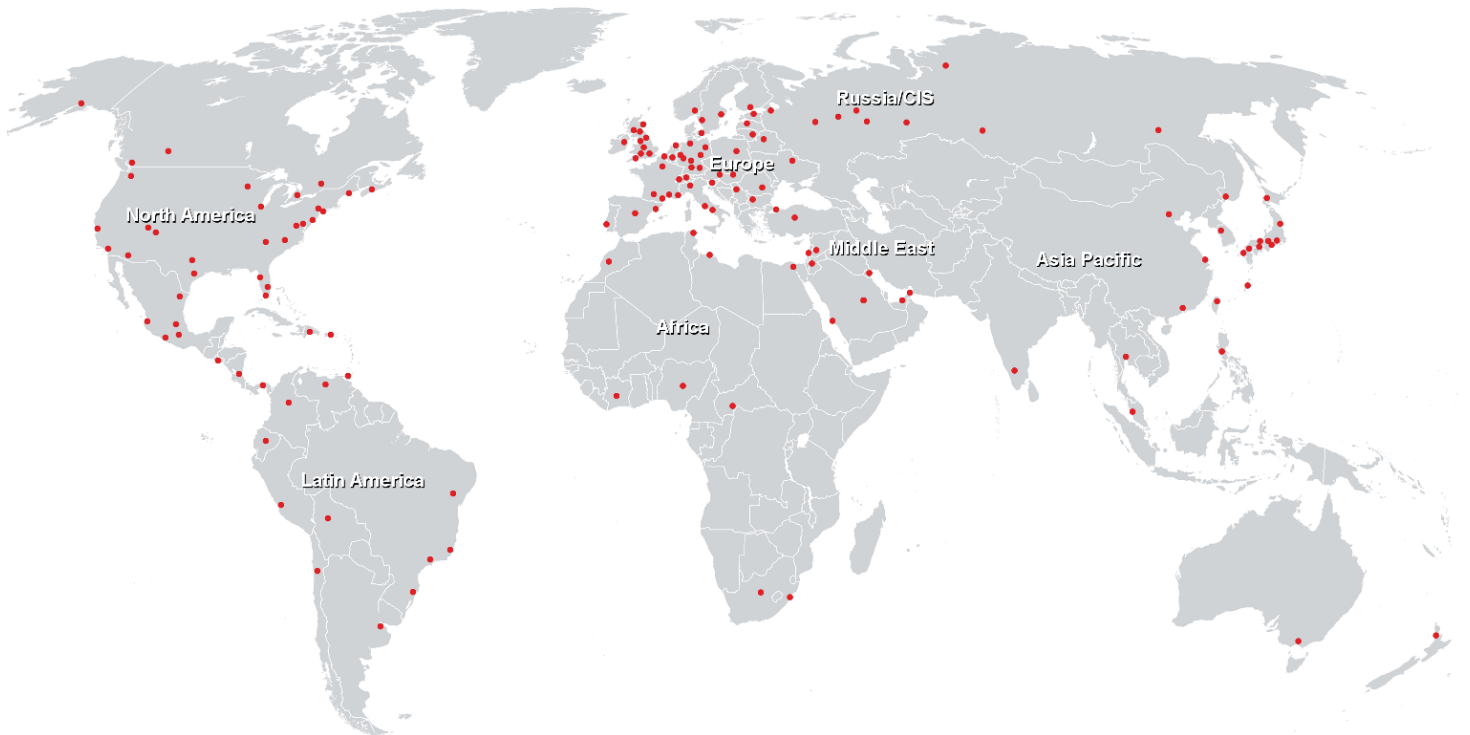 Russia/CIS
Europe
North America
Middle East
Asia Pacific
Africa
Latin America